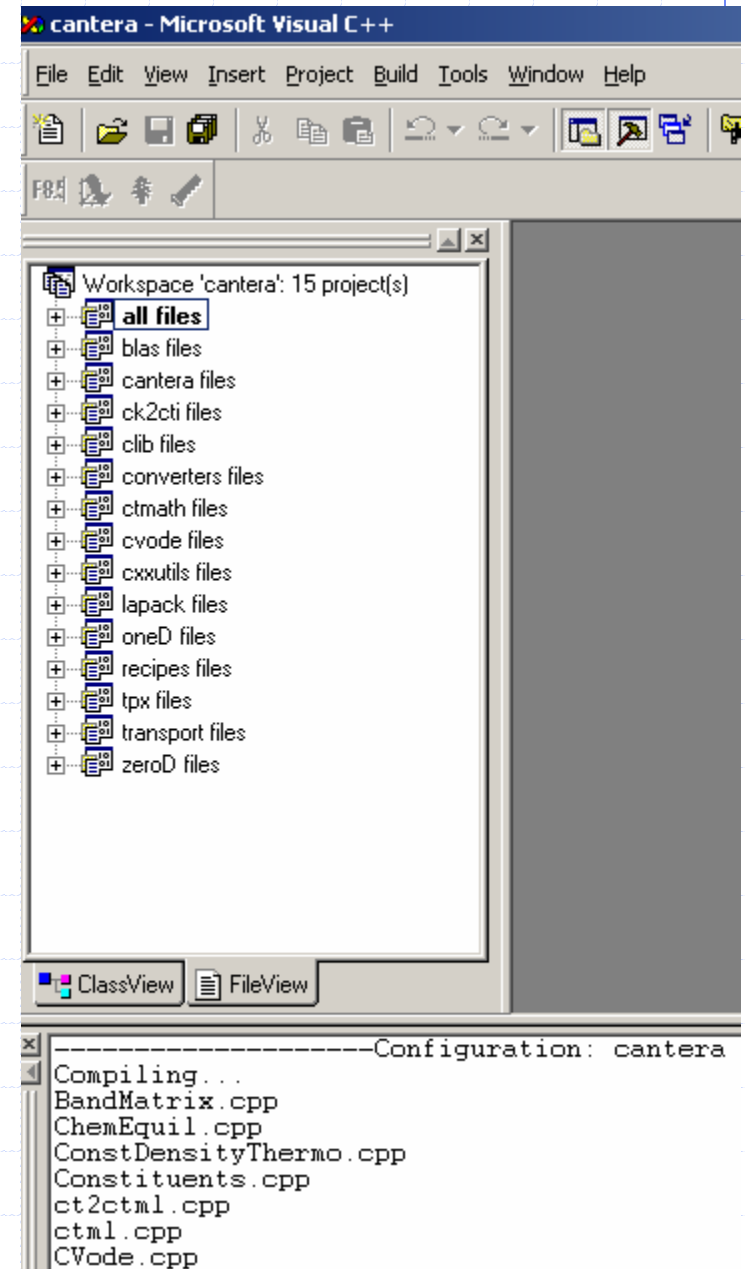 cantera - Microsoft Visual C++
File Edit View Insert Project Build Tools Window Help
Workspace 'cantera': 15 project(s)
all files
blas files
cantera files
ck2cti files
clib files
converters files
ctmath files
cvode files
cxxutils files
lapack files
oneD files
recipes files
tpx files
transport files
zeroD files
ClassView FileView
--------------------Configuration: cantera
Compiling...
BandMatrix.cpp
ChemEquil.cpp
ConstDensityThermo.cpp
Constituents.cpp
ct2ctml.cpp
ctml.cpp
CVode.cpp